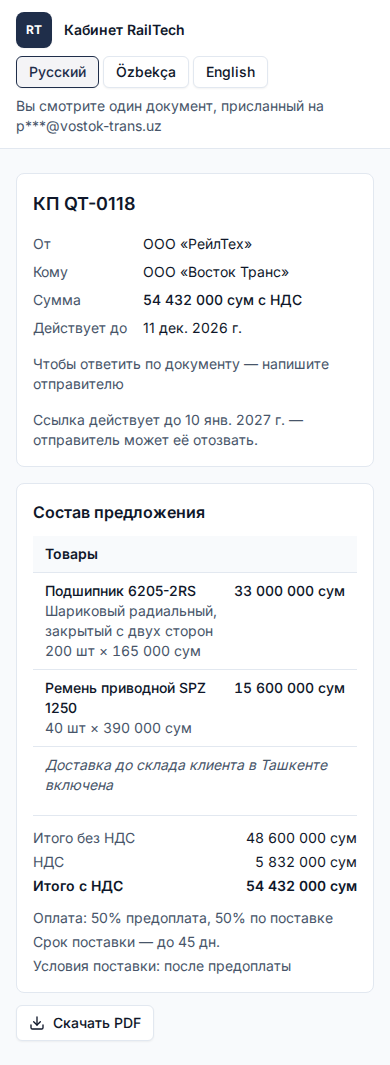 RT
Кабинет RailTech
Русский
Özbekça
English
Вы смотрите один документ, присланный на
p***@vostok-trans.uz
КП QT-0118
От ООО «РейлТех»
Кому ООО «Восток Транс»
Сумма 54 432 000 сум с НДС
Действует до 11 дек. 2026 г.
Чтобы ответить по документу — напишите
отправителю
Ссылка действует до 10 янв. 2027 г. —
отправитель может её отозвать.
Состав предложения
Товары
Подшипник 6205-2RS 33 000 000 сум
Шариковый радиальный,
закрытый с двух сторон
200 шт × 165 000 сум
Ремень приводной SPZ 15 600 000 сум
1250
40 шт × 390 000 сум
Доставка до склада клиента в Ташкенте
включена
Итого без НДС 48 600 000 сум
НДС 5 832 000 сум
Итого с НДС 54 432 000 сум
Оплата: 50% предоплата, 50% по поставке
Срок поставки — до 45 дн.
Условия поставки: после предоплаты
Скачать PDF